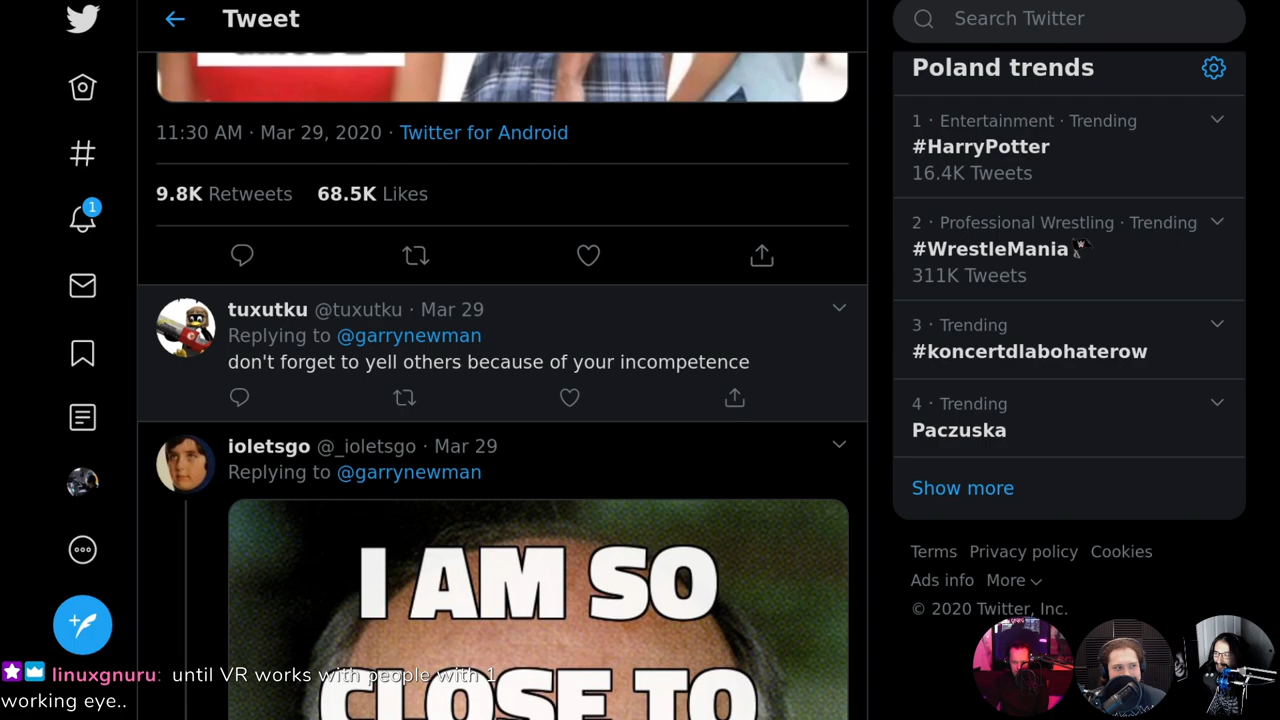 Tweet
11:30 AM · Mar 29, 2020 · Twitter for Android
9.8K Retweets 68.5K Likes
tuxutku @tuxutku · Mar 29
Replying to @garrynewman
don't forget to yell others because of your incompetence
ioletsgo @_ioletsgo · Mar 29
Replying to @garrynewman
I AM SO
CLOSE TO
Search Twitter
Poland trends
1 · Entertainment · Trending
#HarryPotter
16.4K Tweets
2 · Professional Wrestling · Trending
#WrestleMania
311K Tweets
3 · Trending
#koncertdlabohaterow
4 · Trending
Paczuska
Show more
Terms Privacy policy Cookies
Ads info More
© 2020 Twitter, Inc.
1
linuxgnuru: until VR works with people with 1
working eye..